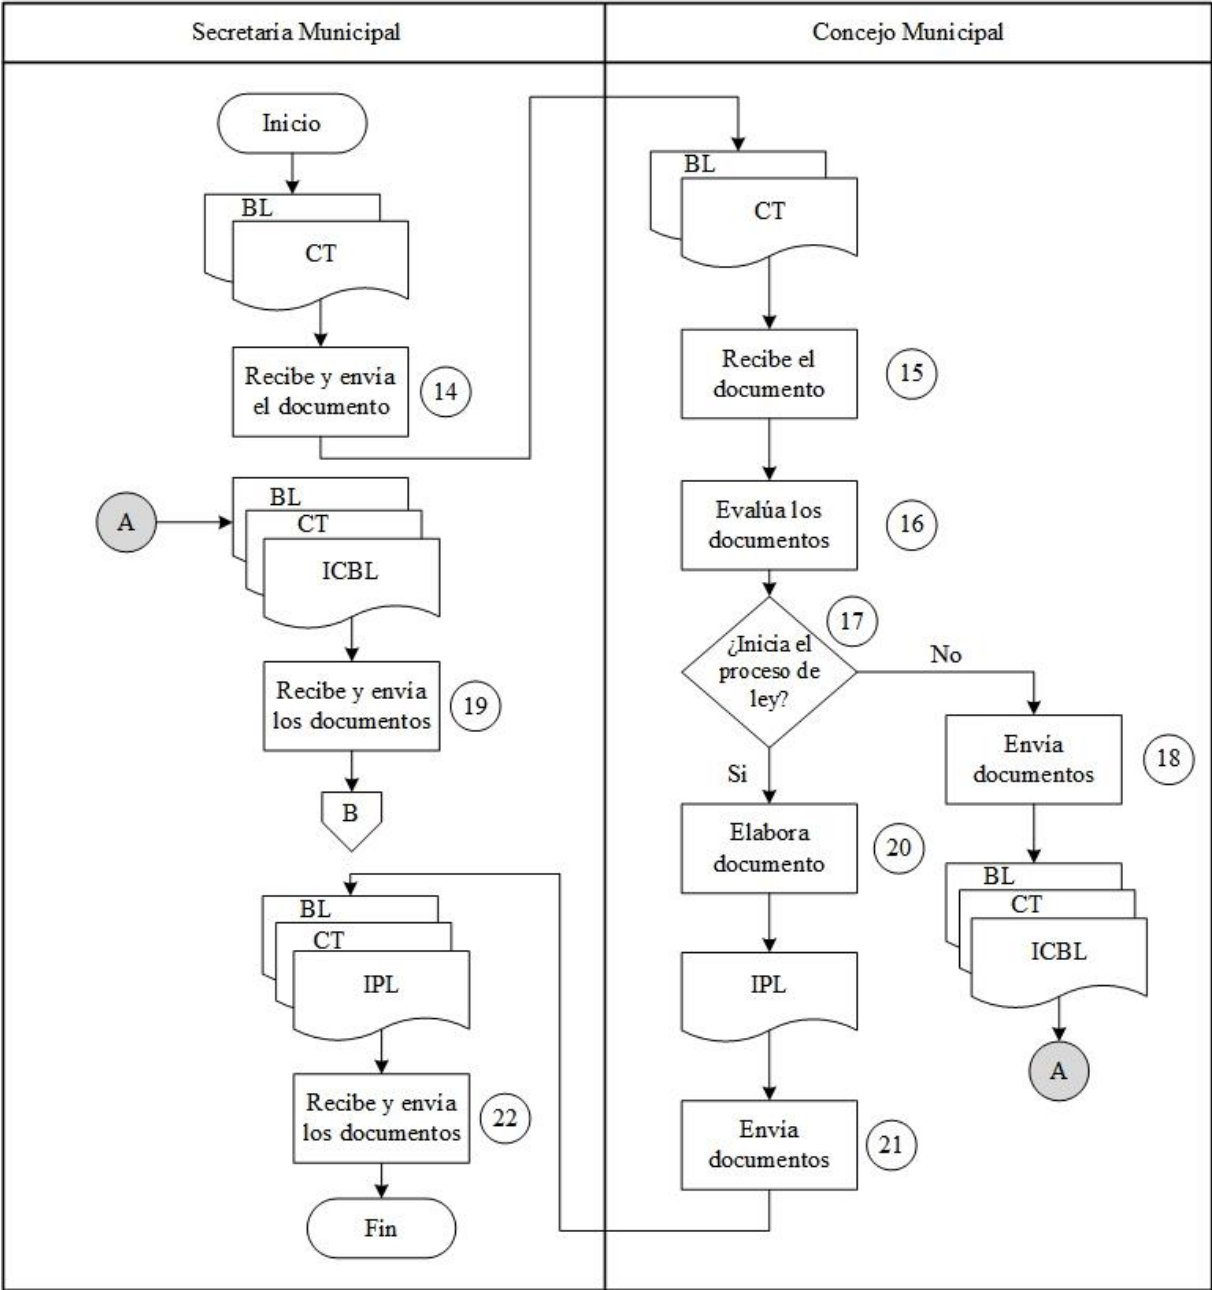 Secretaría Municipal
Concejo Municipal
Inicio
BL
CT
Recibe y envía
el documento
14
A
BL
CT
ICBL
Recibe y envía
los documentos
19
B
BL
CT
IPL
Recibe y envía
los documentos
22
Fin
BL
CT
Recibe el
documento
15
Evalúa los
documentos
16
¿Inicia el
proceso de
ley?
17
No
Si
Envía
documentos
18
BL
CT
ICBL
A
Elabora
documento
20
IPL
Envía
documentos
21